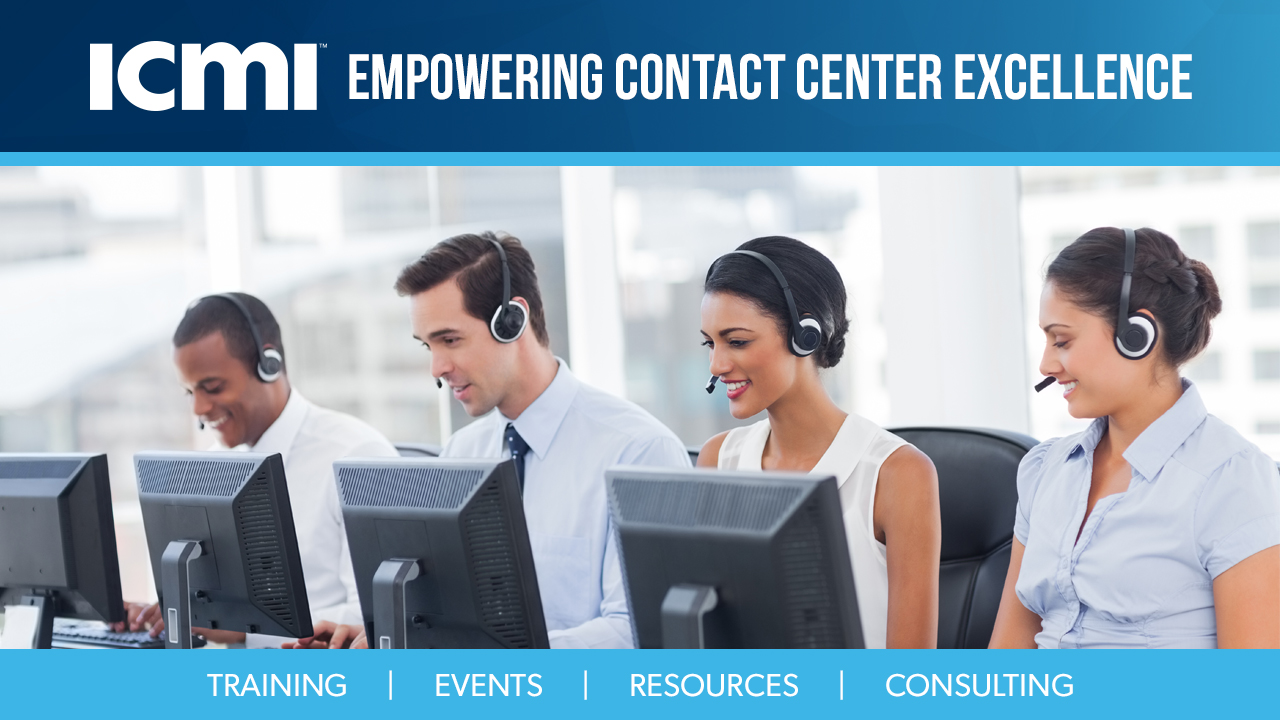 ICMI™ EMPOWERING CONTACT CENTER EXCELLENCE
TRAINING | EVENTS | RESOURCES | CONSULTING